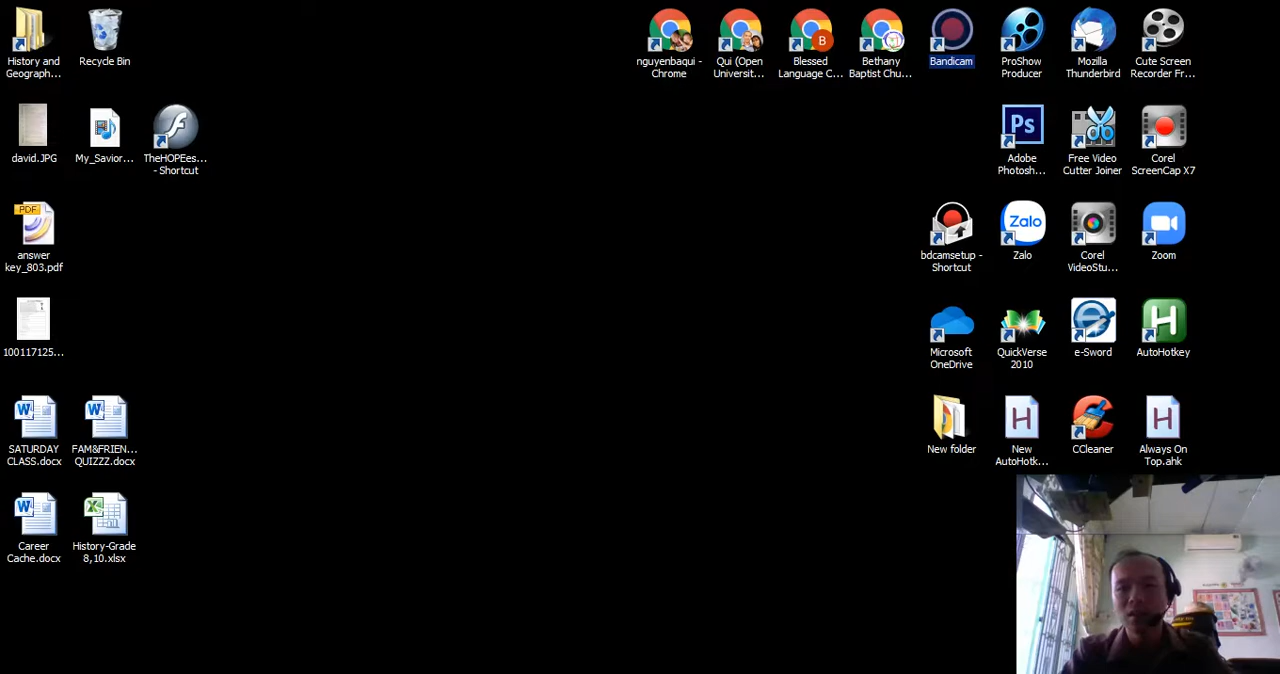 History and
Geograph...
Recycle Bin
nguyenbaqui -
Chrome
Qui (Open
Universit...
B
Blessed
Language C...
Bethany
Baptist Chu...
Bandicam
ProShow
Producer
Mozilla
Thunderbird
Cute Screen
Recorder Fr...
david.JPG
My_Savior...
TheHOPEes...
- Shortcut
Ps
Adobe
Photosh...
Free Video
Cutter Joiner
Corel
ScreenCap X7
PDF
answer
key_803.pdf
bdcamsetup -
Shortcut
Zalo
Zalo
Corel
VideoStu...
Zoom
100117125...
Microsoft
OneDrive
QuickVerse
2010
e-Sword
H
AutoHotkey
W
SATURDAY
CLASS.docx
W
FAM&FRIEN...
QUIZZZ.docx
New folder
H
New
AutoHotk...
CCleaner
H
Always On
Top.ahk
W
Career
Cache.docx
X
History-Grade
8,10.xlsx